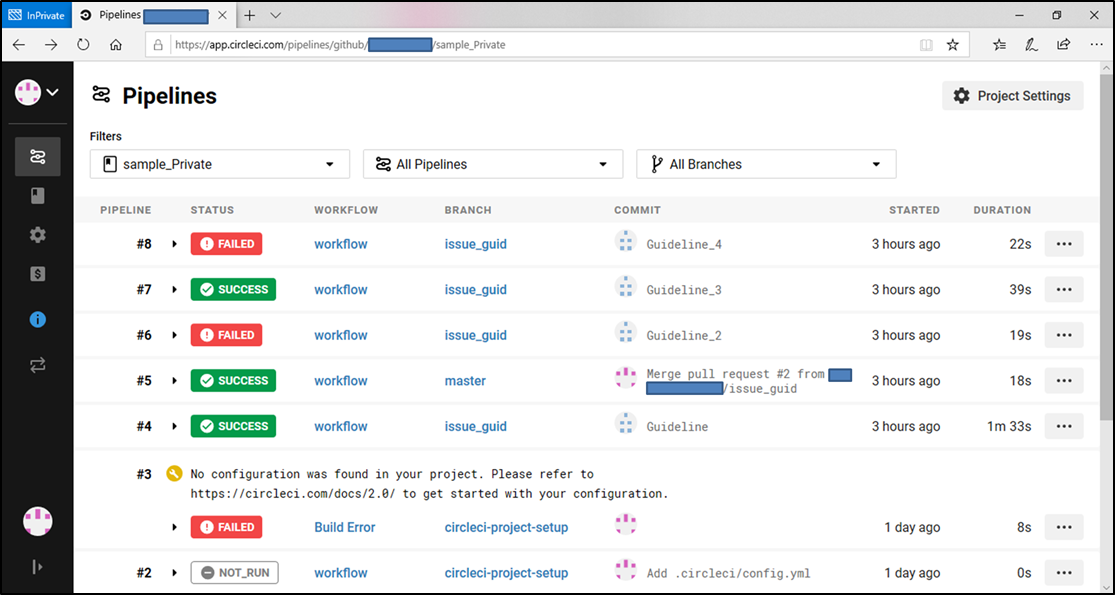 InPrivate
Pipelines
https://app.circleci.com/pipelines/github/ /sample_Private
Pipelines
Project Settings
Filters
sample_Private
All Pipelines
All Branches
PIPELINE STATUS WORKFLOW BRANCH COMMIT STARTED DURATION
#8 FAILED workflow issue_guid Guideline_4 3 hours ago 22s
#7 SUCCESS workflow issue_guid Guideline_3 3 hours ago 39s
#6 FAILED workflow issue_guid Guideline_2 3 hours ago 19s
#5 SUCCESS workflow master Merge pull request #2 from 3 hours ago 18s
/issue_guid
#4 SUCCESS workflow issue_guid Guideline 3 hours ago 1m 33s
#3 No configuration was found in your project. Please refer to
https://circleci.com/docs/2.0/ to get started with your configuration.
FAILED Build Error circleci-project-setup 1 day ago 8s
#2 NOT_RUN workflow circleci-project-setup Add .circleci/config.yml 1 day ago 0s